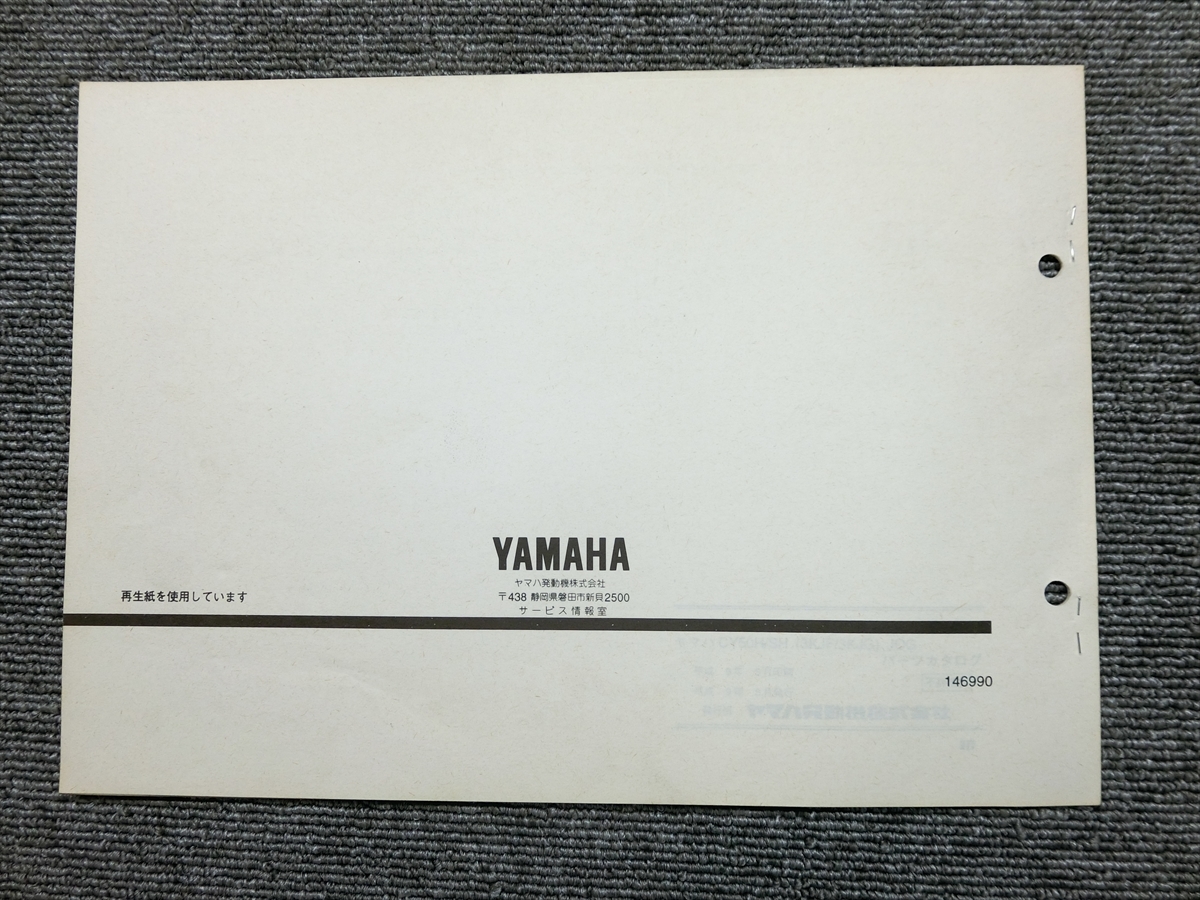 YAMAHA
ヤマハ発動機株式会社
〒438 静岡県磐田市新貝2500
サービス情報室
再生紙を使用しています
146990